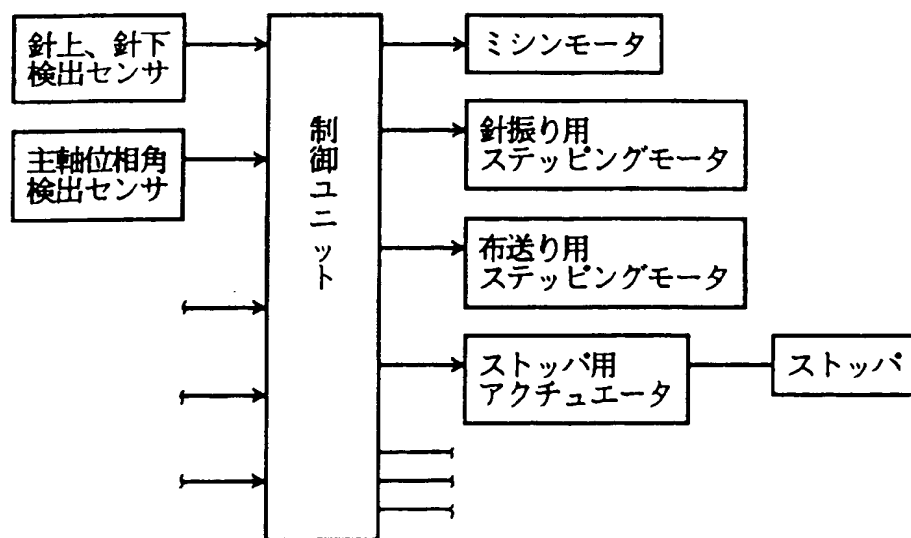 針上、針下
検出センサ
主軸位相角
検出センサ
制御ユニット
ミシンモータ
針振り用
ステッピングモータ
布送り用
ステッピングモータ
ストッパ用
アクチュエータ
ストッパ